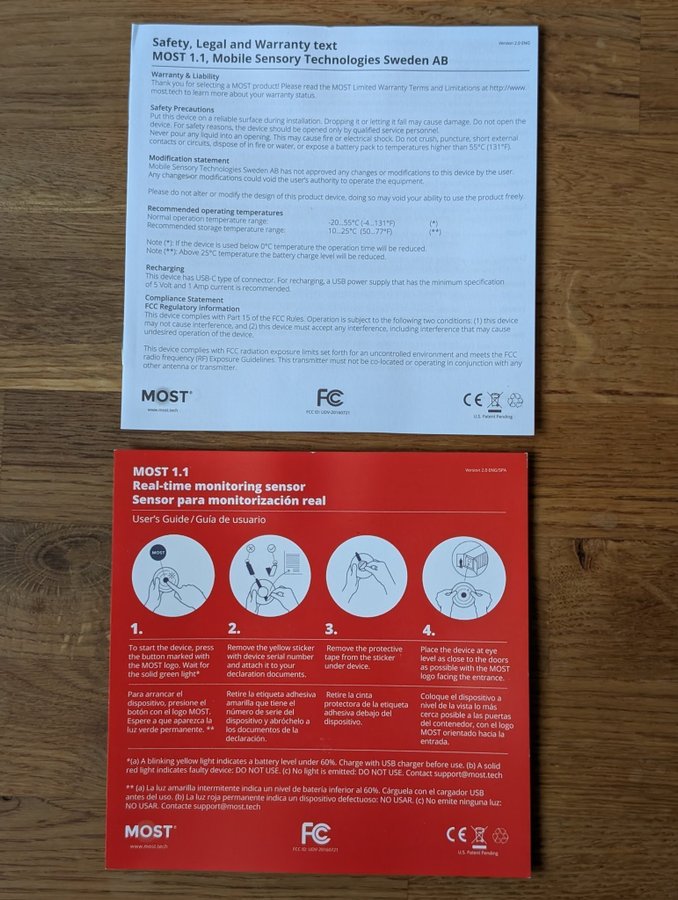 Safety, Legal and Warranty text
Version 2.0 ENG
MOST 1.1, Mobile Sensory Technologies Sweden AB
Warranty & Liability
Thank you for selecting a MOST product! Please read the MOST Limited Warranty Terms and Limitations at http://www.
most.tech to learn more about your warranty status.
Safety Precautions
Put this device on a reliable surface during installation. Dropping it or letting it fall may cause damage. Do not open the
device. For safety reasons, the device should be opened only by qualified service personnel.
Never pour any liquid into an opening. This may cause fire or electrical shock. Do not crush, puncture, short external
contacts or circuits, dispose of in fire or water, or expose a battery pack to temperatures higher than 55°C (131°F).
Modification statement
Mobile Sensory Technologies Sweden AB has not approved any changes or modifications to this device by the user.
Any changes or modifications could void the user's authority to operate the equipment.
Please do not alter or modify the design of this product device, doing so may void your ability to use the product freely.
Recommended operating temperatures
Normal operation temperature range: -20...55°C (-4...131°F) (*)
Recommended storage temperature range: 10...25°C (50...77°F) (**)
Note (*): If the device is used below 0°C temperature the operation time will be reduced.
Note (**): Above 25°C temperature the battery charge level will be reduced.
Recharging
This device has USB-C type of connector. For recharging, a USB power supply that has the minimum specification
of 5 Volt and 1 Amp current is recommended.
Compliance Statement
FCC Regulatory information
This device complies with Part 15 of the FCC Rules. Operation is subject to the following two conditions: (1) this device
may not cause interference, and (2) this device must accept any interference, including interference that may cause
undesired operation of the device.
This device complies with FCC radiation exposure limits set forth for an uncontrolled environment and meets the FCC
radio frequency (RF) Exposure Guidelines. This transmitter must not be co-located or operating in conjunction with any
other antenna or transmitter.
MOST®
www.most.tech
FC
FCC ID: UDV-20160721
CE
U.S. Patent Pending
MOST 1.1
Version 2.0 ENG/SPA
Real-time monitoring sensor
Sensor para monitorización real
User's Guide / Guía de usuario
MOST
1.
To start the device, press
the button marked with
the MOST logo. Wait for
the solid green light*
2.
Remove the yellow sticker
with device serial number
and attach it to your
declaration documents.
3.
Remove the protective
tape from the sticker
under device.
4.
Place the device at eye
level as close to the doors
as possible with the MOST
logo facing the entrance.
Para arrancar el
dispositivo, presione el
botón con el logo MOST.
Espere a que aparezca la
luz verde permanente. **
Retire la etiqueta adhesiva
amarilla que tiene el
número de serie del
dispositivo y abróchelo a
los documentos de la
declaración.
Retire la cinta
protectora de la etiqueta
adhesiva debajo del
dispositivo.
Coloque el dispositivo a
nivel de la vista lo más
cerca posible a las puertas
del contenedor, con el logo
MOST orientado hacia la
entrada.
*(a) A blinking yellow light indicates a battery level under 60%. Charge with USB charger before use. (b) A solid
red light indicates faulty device: DO NOT USE. (c) No light is emitted: DO NOT USE. Contact support@most.tech
** (a) La luz amarilla intermitente indica un nivel de batería inferior al 60%. Cárguela con el cargador USB
antes del uso. (b) La luz roja permanente indica un dispositivo defectuoso: NO USAR. (c) No emite ninguna luz:
NO USAR. Contacte support@most.tech
MOST®
www.most.tech
FC
FCC ID: UDV-20160721
CE
U.S. Patent Pending